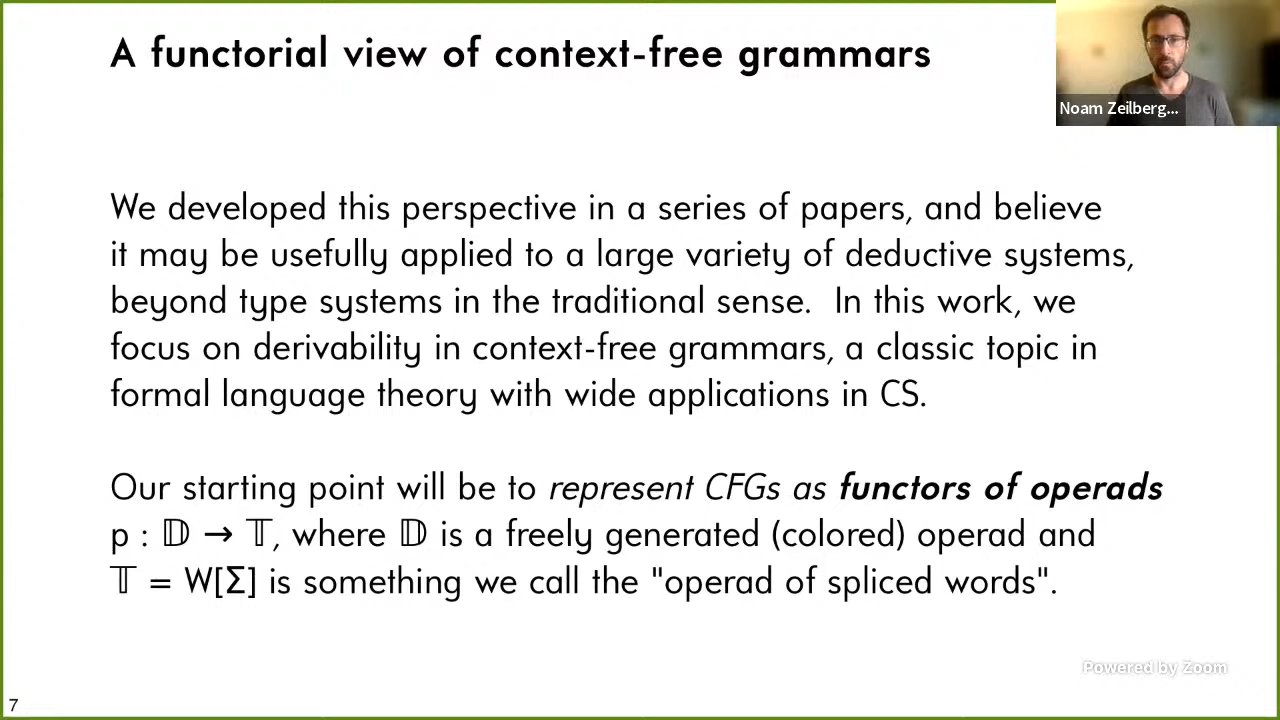 A functorial view of context-free grammars
Noam Zeilberg...
We developed this perspective in a series of papers, and believe
it may be usefully applied to a large variety of deductive systems,
beyond type systems in the traditional sense.  In this work, we
focus on derivability in context-free grammars, a classic topic in
formal language theory with wide applications in CS.
Our starting point will be to represent CFGs as functors of operads
p : 𝔻 → 𝕋, where 𝔻 is a freely generated (colored) operad and
𝕋 = W[Σ] is something we call the "operad of spliced words".
Powered by Zoom
7